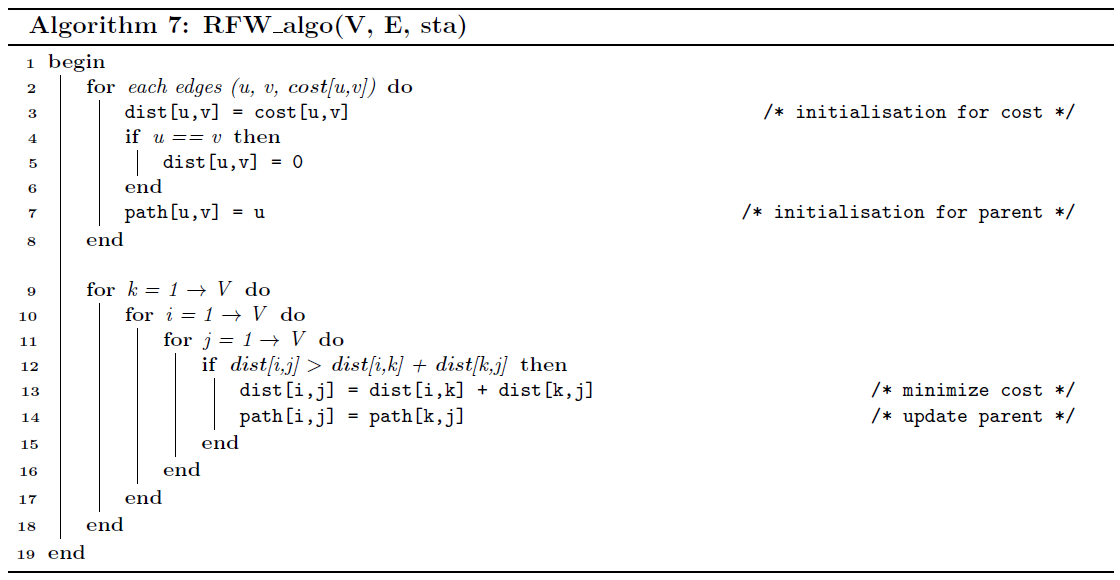 Algorithm 7: RFW_algo(V, E, sta)
1 begin
2 for each edges (u, v, cost[u,v]) do
3 dist[u,v] = cost[u,v] /* initialisation for cost */
4 if u == v then
5 dist[u,v] = 0
6 end
7 path[u,v] = u /* initialisation for parent */
8 end
9 for k = 1 → V do
10 for i = 1 → V do
11 for j = 1 → V do
12 if dist[i,j] > dist[i,k] + dist[k,j] then
13 dist[i,j] = dist[i,k] + dist[k,j] /* minimize cost */
14 path[i,j] = path[k,j] /* update parent */
15 end
16 end
17 end
18 end
19 end